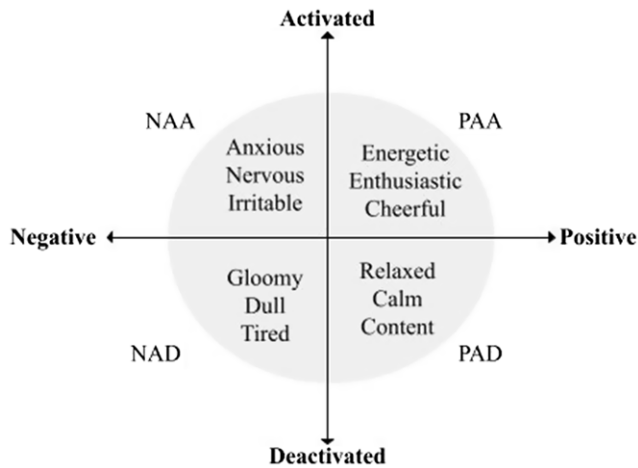 Activated
NAA
PAA
Anxious
Nervous
Irritable
Energetic
Enthusiastic
Cheerful
Negative
Positive
Gloomy
Dull
Tired
Relaxed
Calm
Content
NAD
PAD
Deactivated